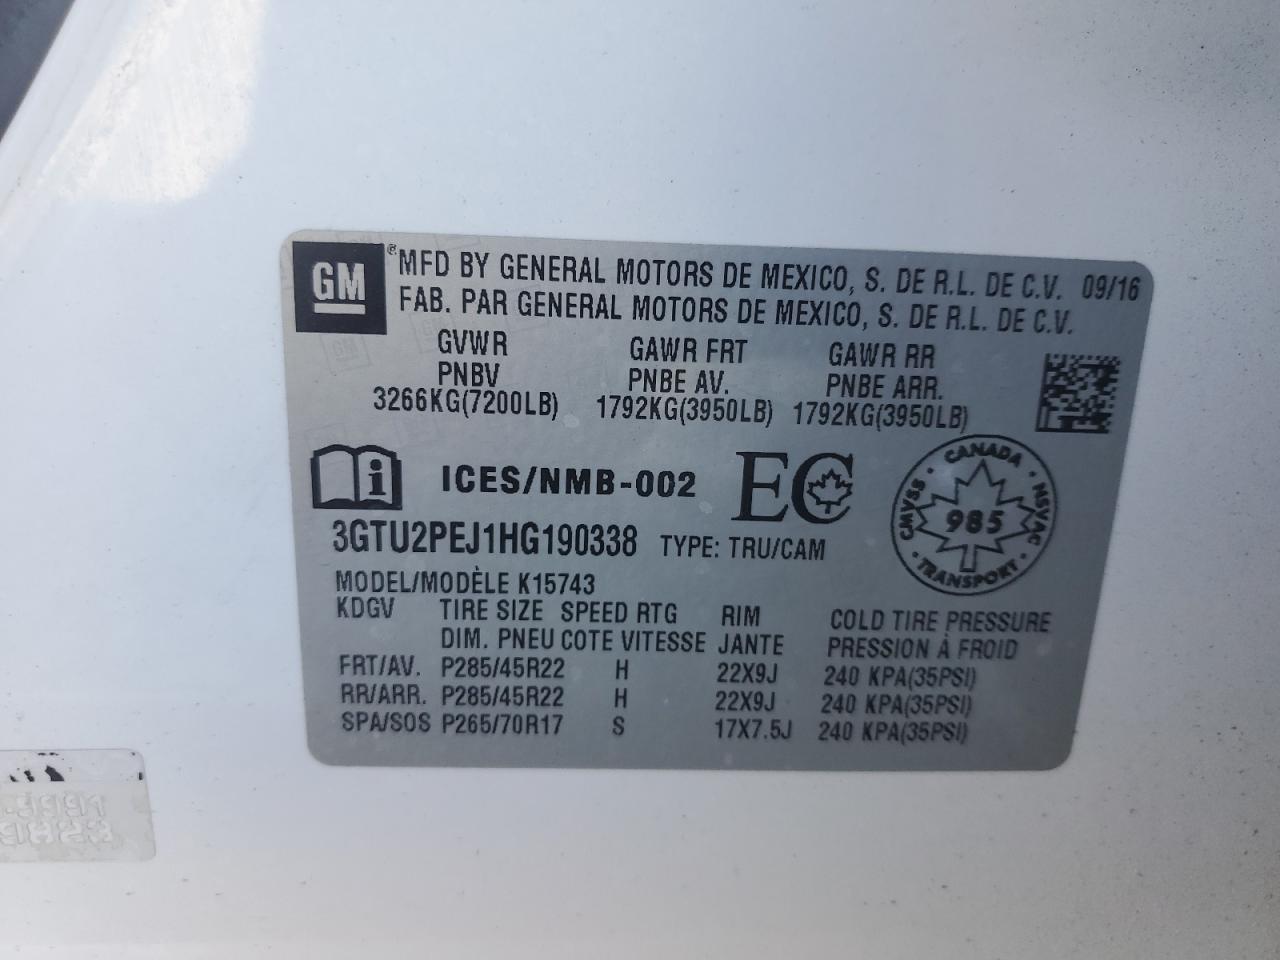 GM
® MFD BY GENERAL MOTORS DE MEXICO, S. DE R.L. DE C.V. 09/16
FAB. PAR GENERAL MOTORS DE MEXICO, S. DE R.L. DE C.V.
GVWR GAWR FRT GAWR RR
PNBV PNBE AV. PNBE ARR.
3266KG(7200LB) 1792KG(3950LB) 1792KG(3950LB)
i ICES/NMB-002 EC
CANADA
CMVSS 985 NSVAC
TRANSPORT
3GTU2PEJ1HG190338 TYPE: TRU/CAM
MODEL/MODÈLE K15743
KDGV TIRE SIZE SPEED RTG RIM COLD TIRE PRESSURE
DIM. PNEU COTE VITESSE JANTE PRESSION À FROID
FRT/AV. P285/45R22 H 22X9J 240 KPA(35PSI)
RR/ARR. P285/45R22 H 22X9J 240 KPA(35PSI)
SPA/SOS P265/70R17 S 17X7.5J 240 KPA(35PSI)